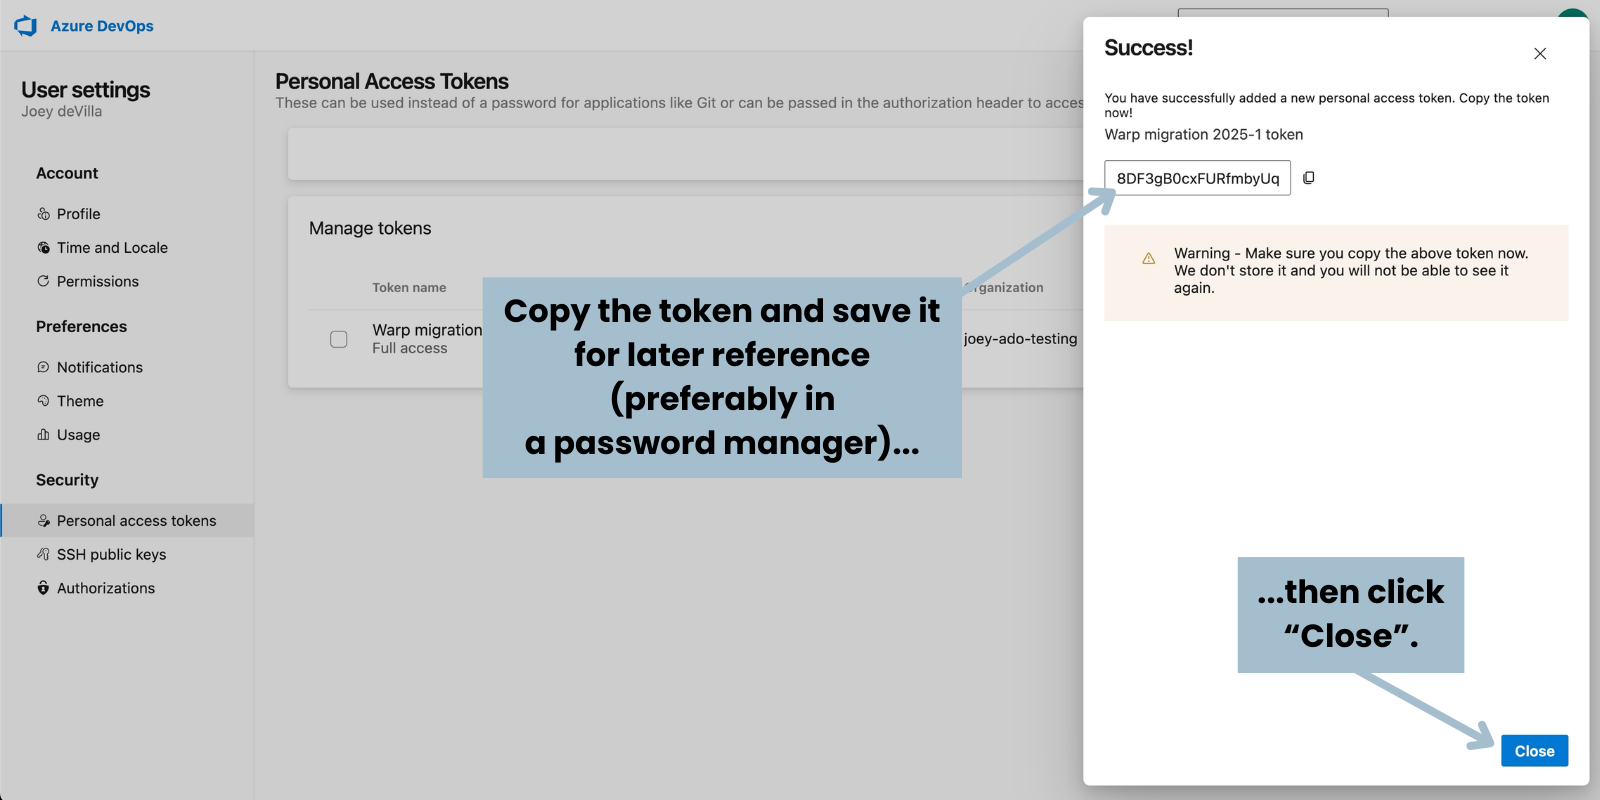 Azure DevOps
User settings
Joey deVilla
Account
Profile
Time and Locale
Permissions
Preferences
Notifications
Theme
Usage
Security
Personal access tokens
SSH public keys
Authorizations
Personal Access Tokens
These can be used instead of a password for applications like Git or can be passed in the authorization header to acce
Manage tokens
Token name
rganization
Warp migration
joey-ado-testing
Full access
Copy the token and save it
for later reference
(preferably in
a password manager)...
Success!
You have successfully added a new personal access token. Copy the token
now!
Warp migration 2025-1 token
8DF3gB0cxFURfmbyUq
Warning - Make sure you copy the above token now.
We don't store it and you will not be able to see it
again.
...then click
“Close”.
Close